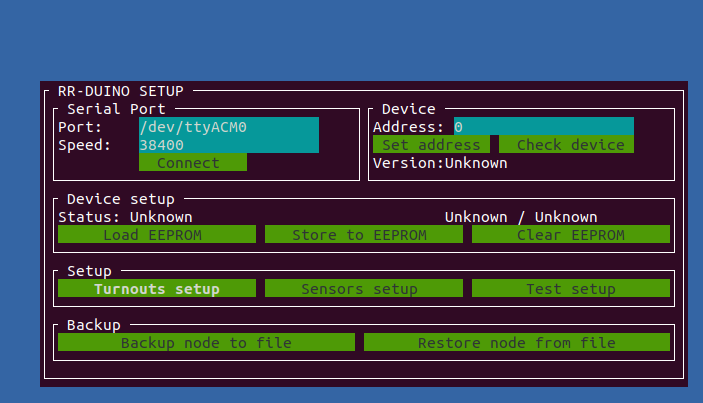 RR-DUINO SETUP
Serial Port
Device
Port: /dev/ttyACM0
Address: 0
Speed: 38400
Set address Check device
Connect
Version:Unknown
Device setup
Status: Unknown Unknown / Unknown
Load EEPROM Store to EEPROM Clear EEPROM
Setup
Turnouts setup Sensors setup Test setup
Backup
Backup node to file Restore node from file